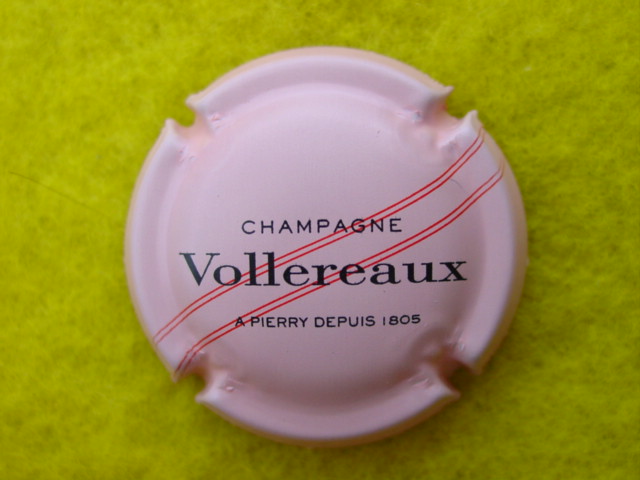 CHAMPAGNE
Vollereaux
A PIERRY DEPUIS 1805